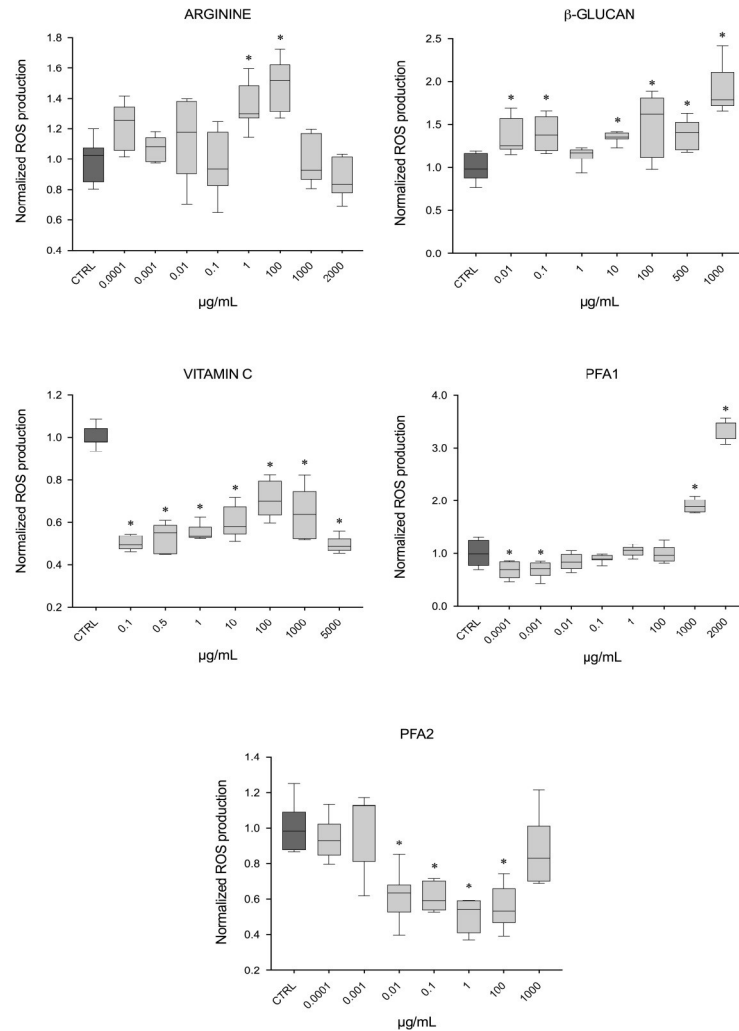 ARGININE
Normalized ROS production
1.8
1.6
1.4
1.2
1.0
0.8
0.6
0.4
* *
CTRL 0.0001 0.001 0.01 0.1 1 100 1000 2000
µg/mL
β-GLUCAN
Normalized ROS production
2.5
2.0
1.5
1.0
0.0
* * * * * *
CTRL 0.01 0.1 1 10 100 500 1000
µg/mL
VITAMIN C
Normalized ROS production
1.2
1.0
0.8
0.6
0.4
0.2
* * * * * * *
CTRL 0.1 0.5 1 10 100 1000 5000
µg/mL
PFA1
Normalized ROS production
4.0
3.0
2.0
1.0
0.0
* * * *
CTRL 0.0001 0.001 0.01 0.1 1 100 1000 2000
µg/mL
PFA2
Normalized ROS production
1.4
1.2
1.0
0.8
0.6
0.4
0.2
* * * *
CTRL 0.0001 0.001 0.01 0.1 1 100 1000
µg/mL